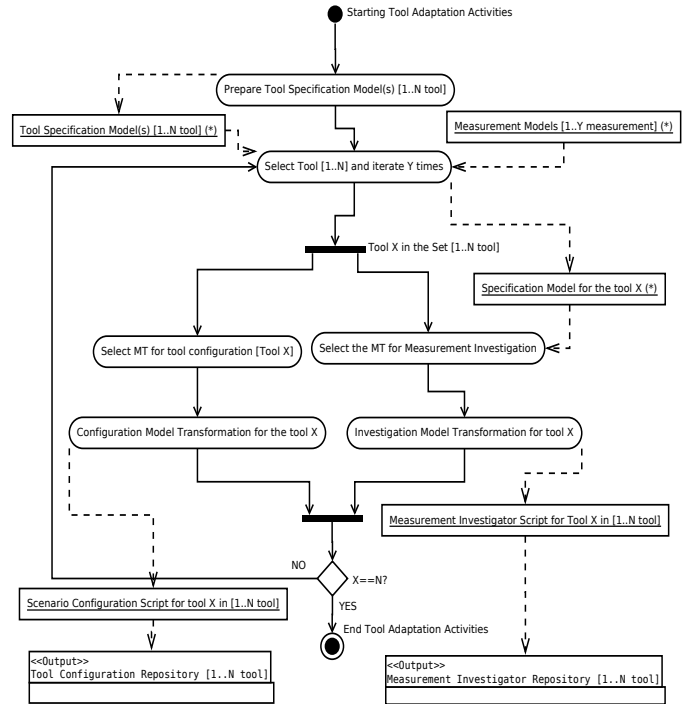 Starting Tool Adaptation Activities
Prepare Tool Specification Model(s) [1..N tool]
Tool Specification Model(s) [1..N tool] (*)
Measurement Models [1..Y measurement] (*)
Select Tool [1..N] and iterate Y times
Tool X in the Set [1..N tool]
Specification Model for the tool X (*)
Select MT for tool configuration [Tool X]
Select the MT for Measurement Investigation
Configuration Model Transformation for the tool X
Investigation Model Transformation for tool X
Measurement Investigator Script for Tool X in [1..N tool]
NO
X==N?
Scenario Configuration Script for tool X in [1..N tool]
YES
End Tool Adaptation Activities
<<Output>>
Tool Configuration Repository [1..N tool]
<<Output>>
Measurement Investigator Repository [1..N tool]